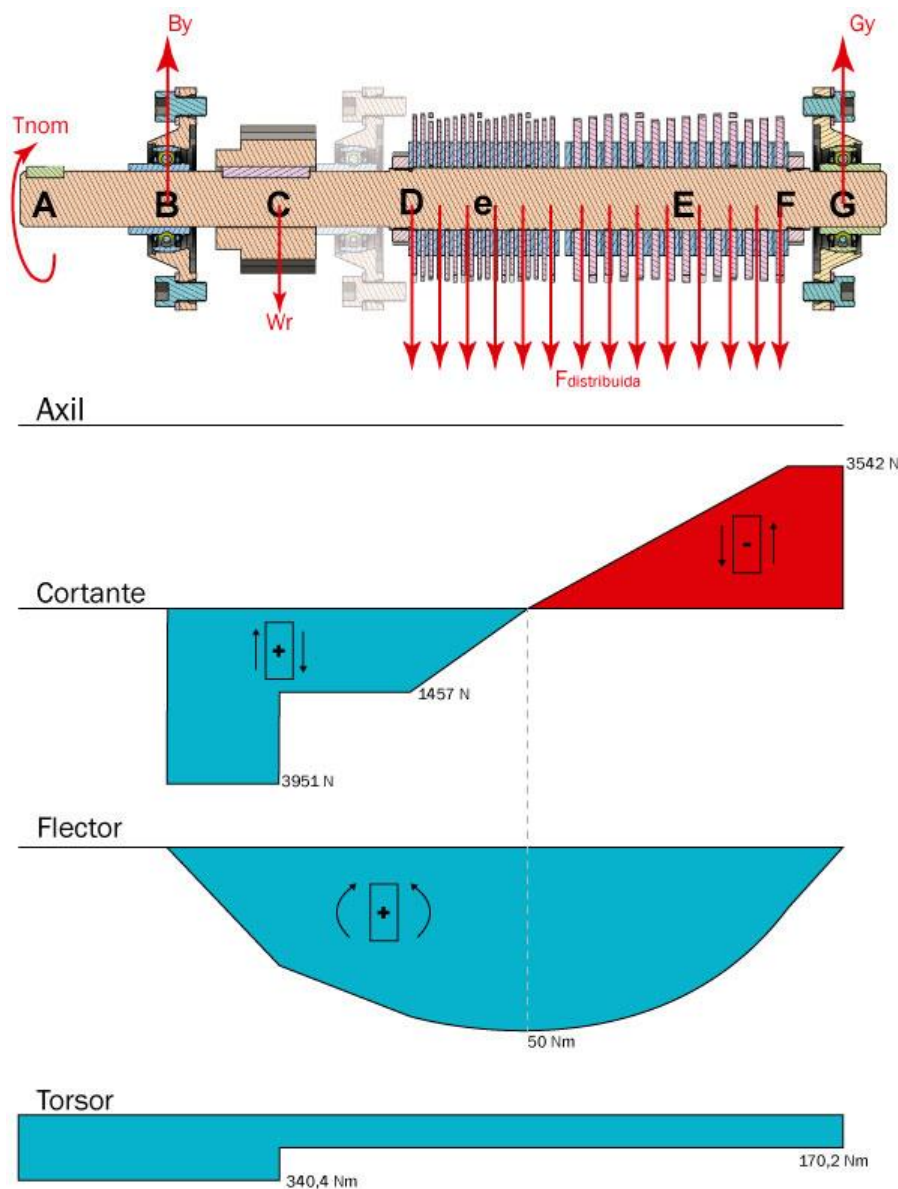 By
Gy
Tnom
A
B
C
D
e
E
F
G
Wr
Fdistribuida
Axil
3542 N
-
Cortante
+
1457 N
3951 N
Flector
+
50 Nm
Torsor
170,2 Nm
340,4 Nm